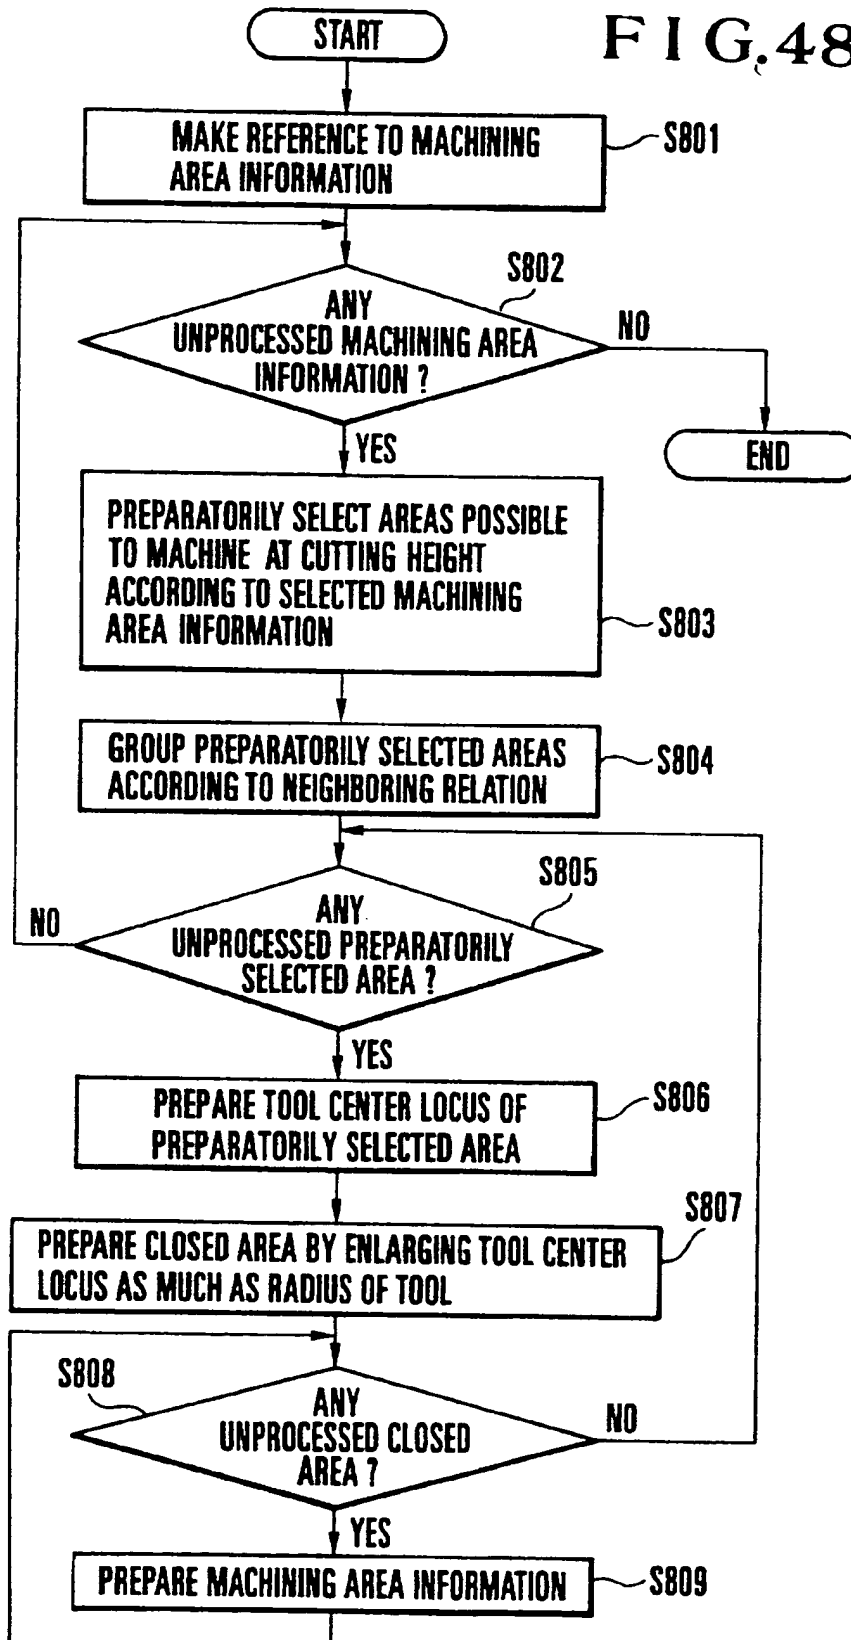 START
FIG.48
MAKE REFERENCE TO MACHINING
AREA INFORMATION
S801
S802
ANY
UNPROCESSED MACHINING AREA
INFORMATION ?
NO
YES
END
PREPARATORILY SELECT AREAS POSSIBLE
TO MACHINE AT CUTTING HEIGHT
ACCORDING TO SELECTED MACHINING
AREA INFORMATION
S803
GROUP PREPARATORILY SELECTED AREAS
ACCORDING TO NEIGHBORING RELATION
S804
S805
NO
ANY
UNPROCESSED PREPARATORILY
SELECTED AREA ?
YES
PREPARE TOOL CENTER LOCUS OF
PREPARATORILY SELECTED AREA
S806
S807
PREPARE CLOSED AREA BY ENLARGING TOOL CENTER
LOCUS AS MUCH AS RADIUS OF TOOL
S808
ANY
UNPROCESSED CLOSED
AREA ?
NO
YES
PREPARE MACHINING AREA INFORMATION
S809